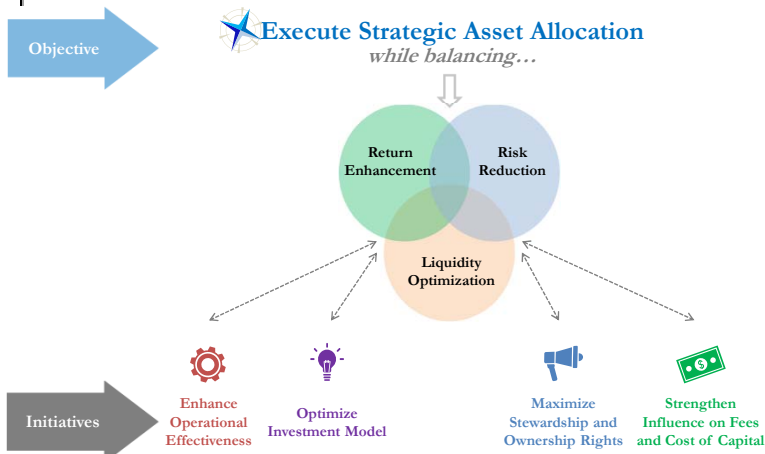 Objective
Execute Strategic Asset Allocation
while balancing…
Return
Enhancement
Risk
Reduction
Liquidity
Optimization
Initiatives
Enhance
Operational
Effectiveness
Optimize
Investment Model
Maximize
Stewardship and
Ownership Rights
Strengthen
Influence on Fees
and Cost of Capital